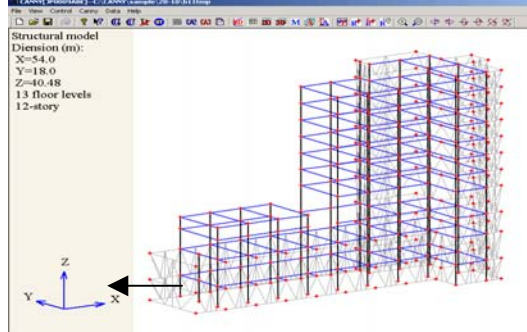 File View Control Canny Data Help
Structural model
Diension (m):
X=54.0
Y=18.0
Z=40.48
13 floor levels
12-story
Z
Y
X